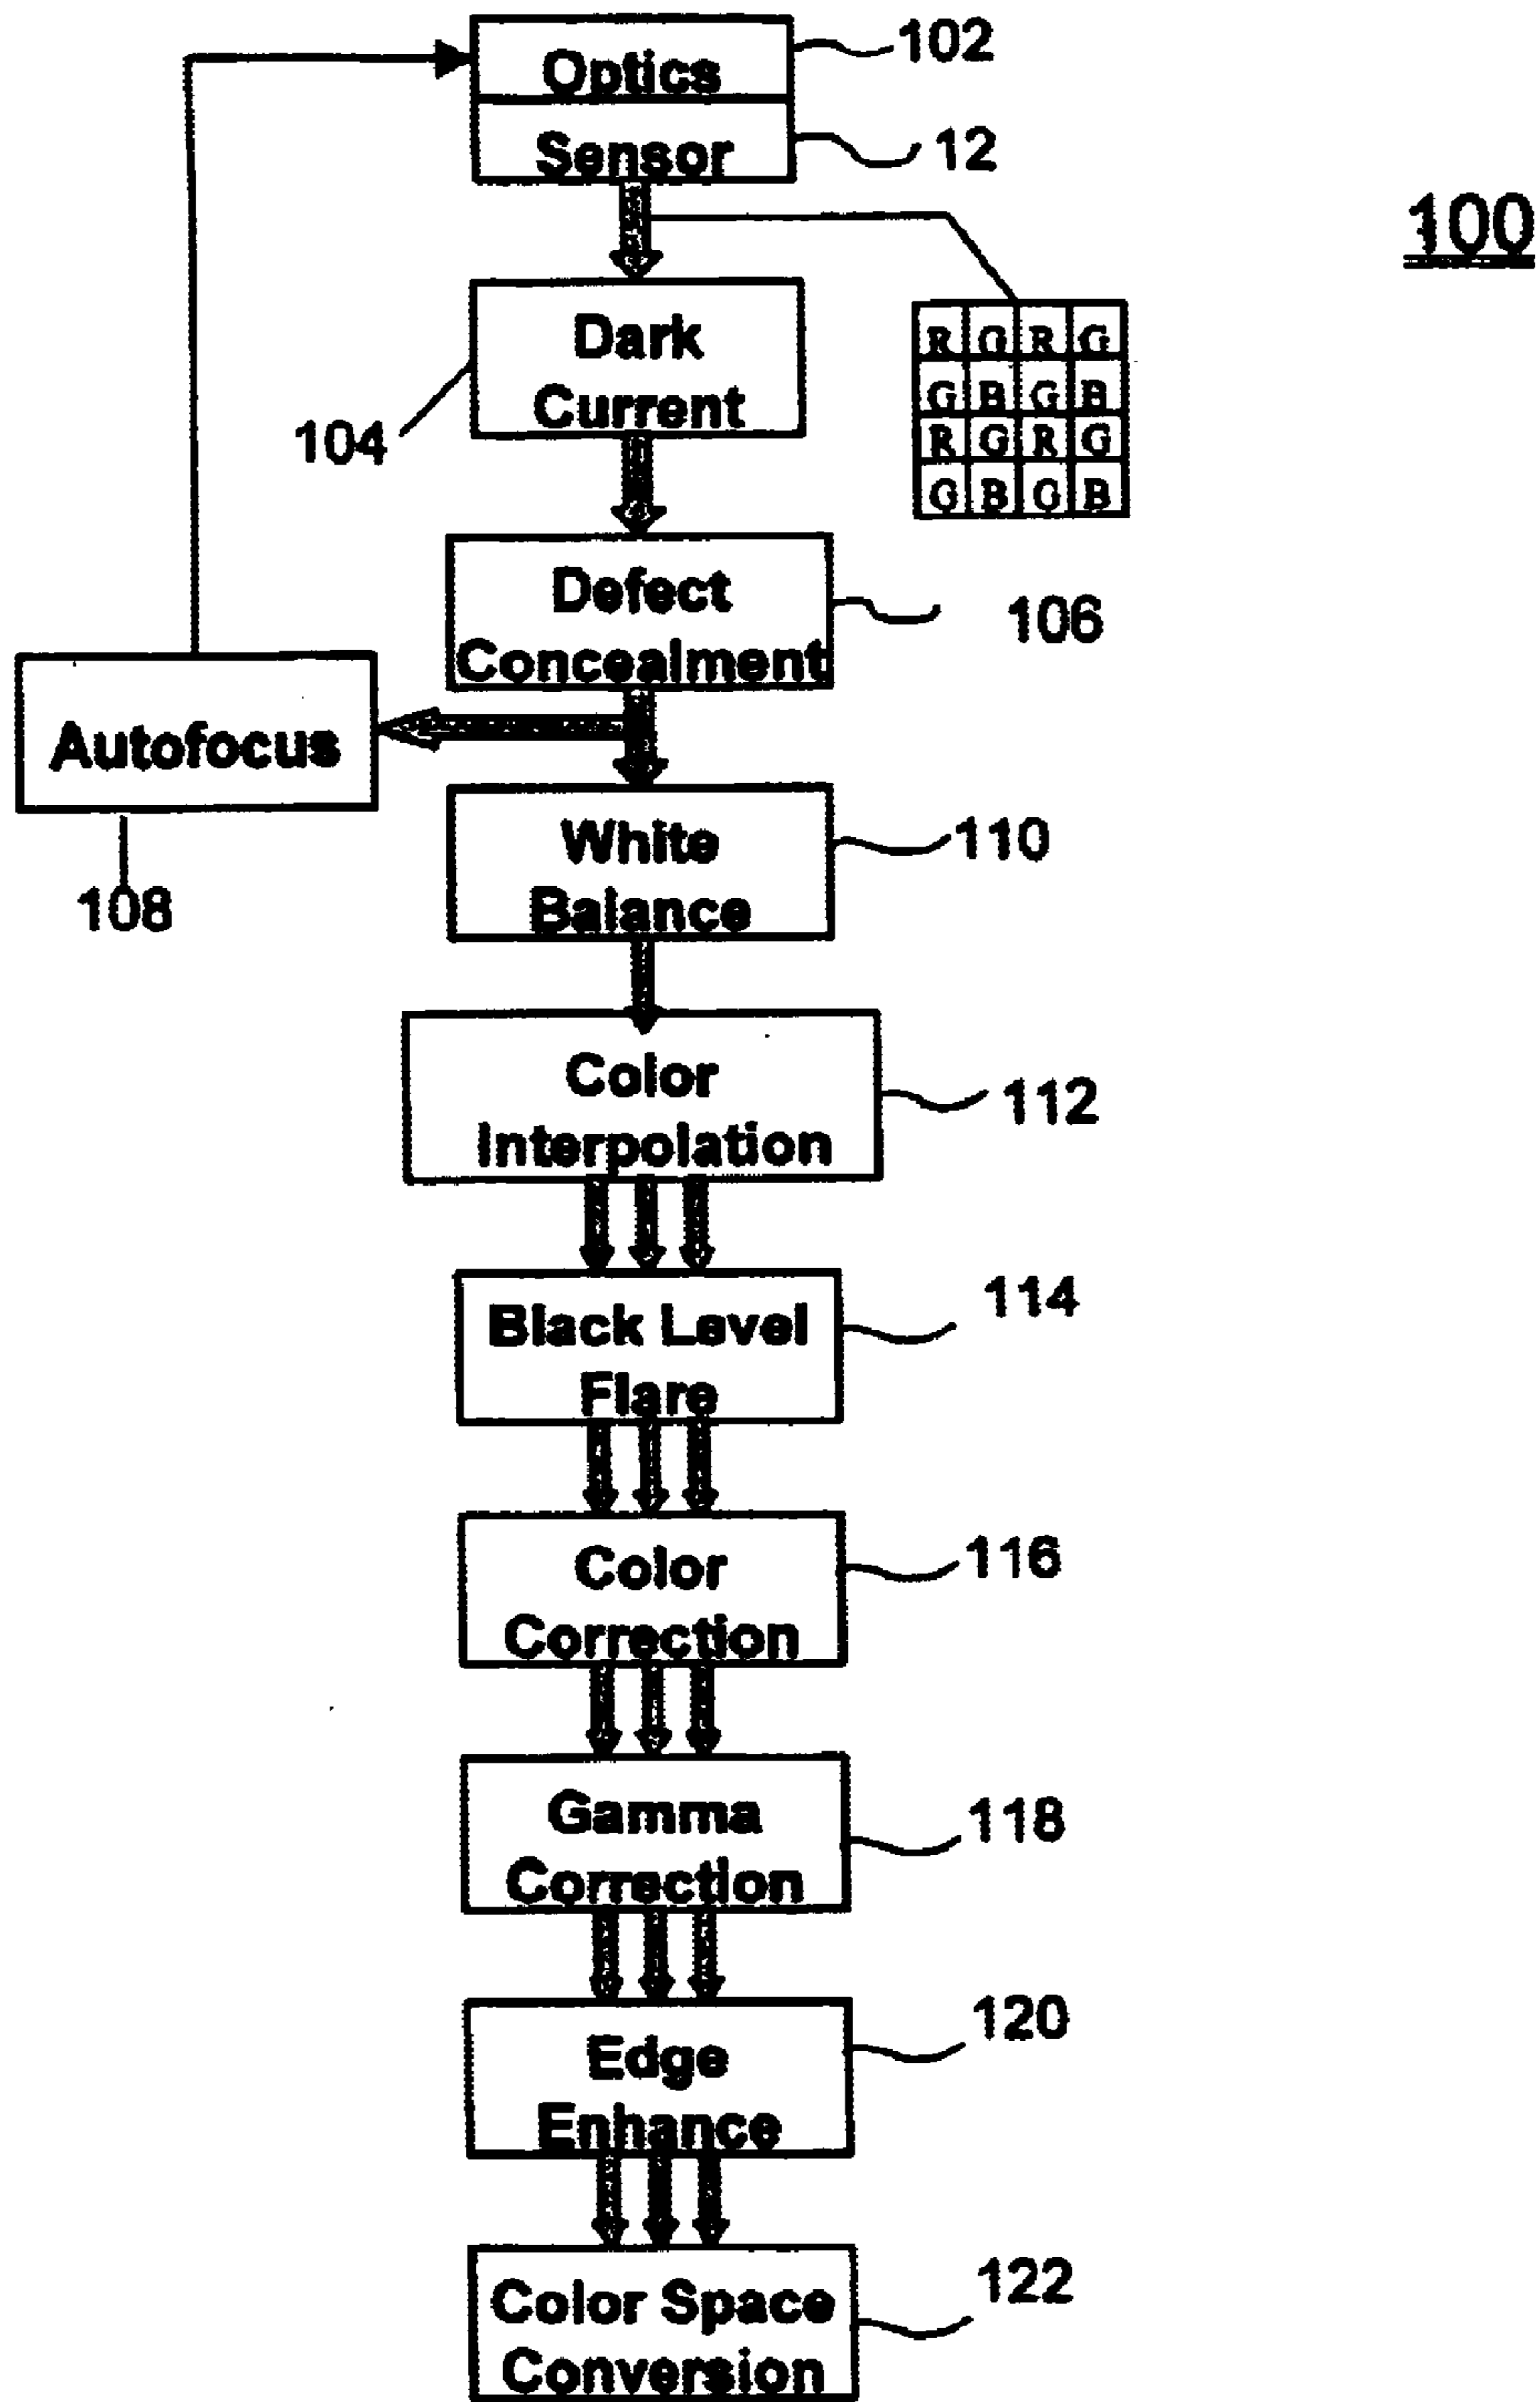 Optics
102
Sensor
12
100
Dark
Current
104
R G R G
G B G B
R G R G
G B G B
Defect
Concealment
106
Autofocus
108
White
Balance
110
Color
Interpolation
112
Black Level
Flare
114
Color
Correction
116
Gamma
Correction
118
Edge
Enhance
120
Color Space
Conversion
122